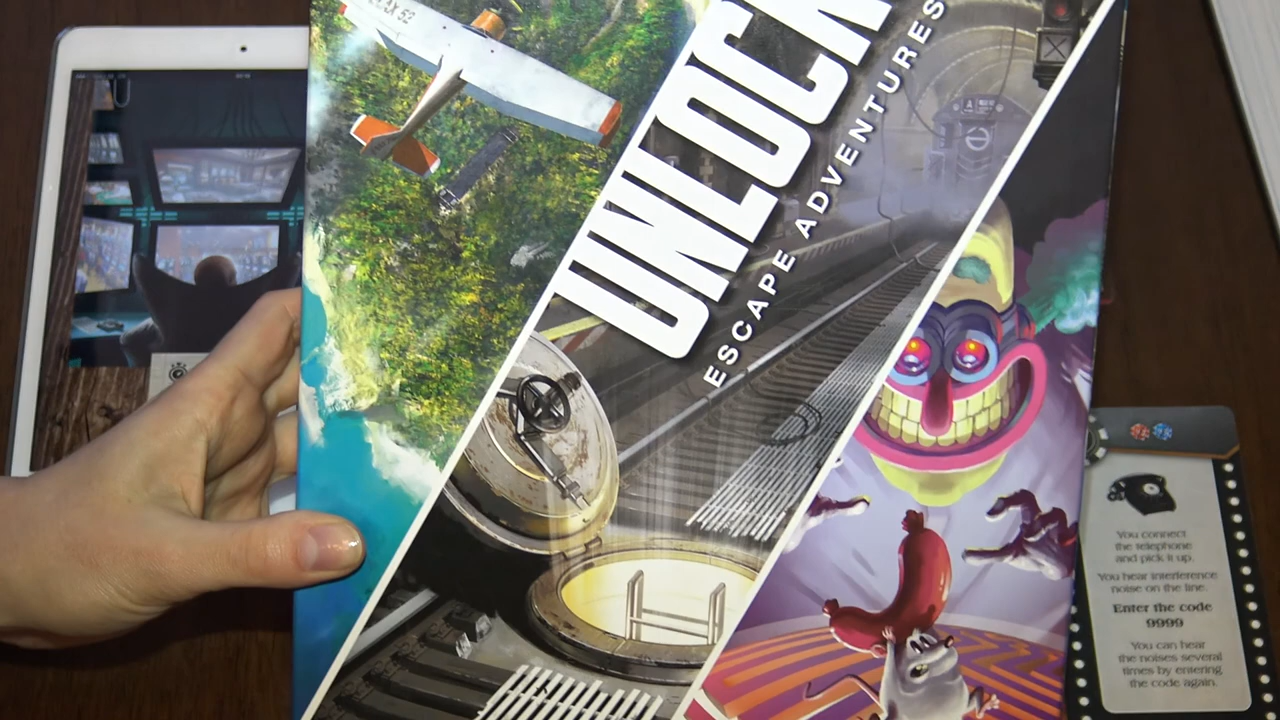 UNLOCK
ESCAPE ADVENTURES
You connect
the telephone
and pick it up.
You hear interference
noise on the line.
Enter the code
9999
You can hear
the noises several
times by entering
the code again.